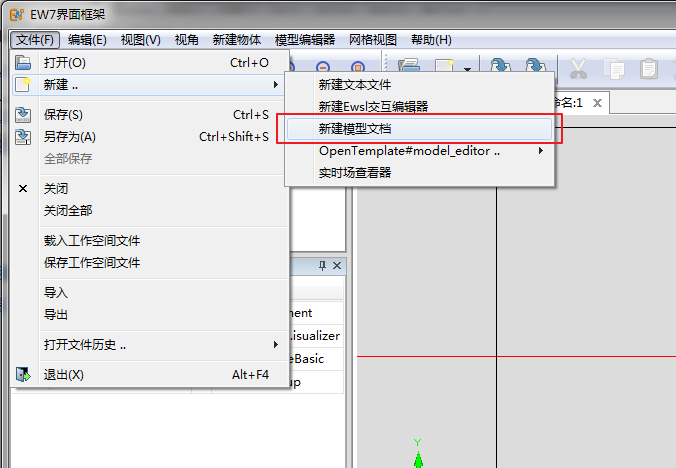 EW7界面框架
文件(F) 编辑(E) 视图(V) 视角 新建物体 模型编辑器 网格视图 帮助(H)
打开(O) Ctrl+O
新建 ..
保存(S) Ctrl+S
另存为(A) Ctrl+Shift+S
全部保存
关闭
关闭全部
载入工作空间文件
保存工作空间文件
导入
导出
打开文件历史 ..
退出(X) Alt+F4
新建文本文件
新建Ewsl交互编辑器
新建模型文档
OpenTemplate#model_editor ..
实时场查看器
命名:1
nent
.isualizer
eBasic
up
Y